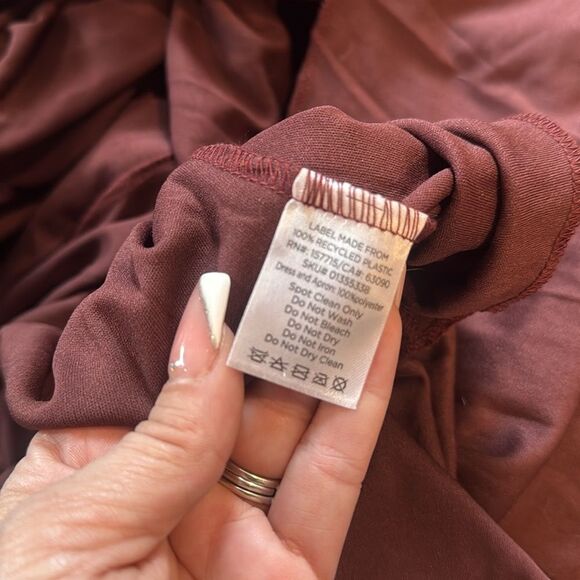 LABEL MADE FROM
100% RECYCLED PLASTIC
RN#: 157715/CA#: 63090
SKU# 01355338
Dress and Apron: 100%polyester
Spot Clean Only
Do Not Wash
Do Not Bleach
Do Not Dry
Do Not Iron
Do Not Dry Clean